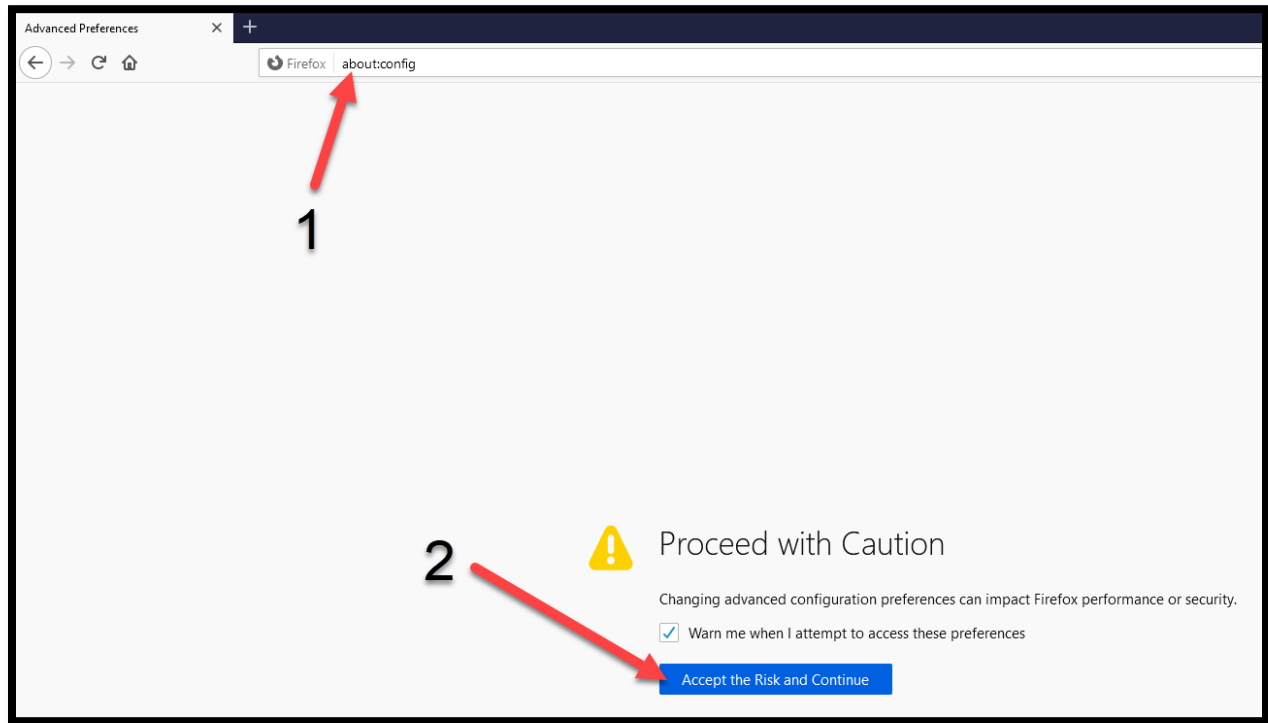 Advanced Preferences
Firefox about:config
1
2
Proceed with Caution
Changing advanced configuration preferences can impact Firefox performance or security.
Warn me when I attempt to access these preferences
Accept the Risk and Continue